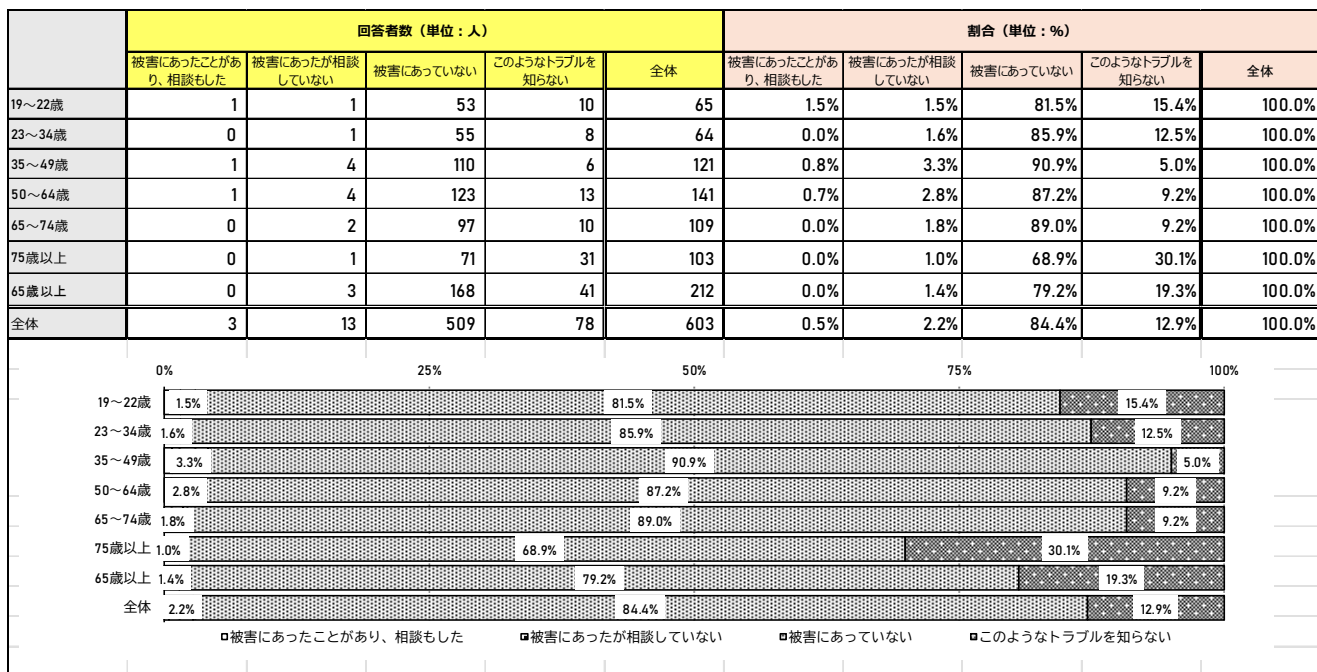 回答者数（単位：人） 割合（単位：%）
被害にあったことがあり、相談もした 被害にあったが相談していない 被害にあっていない このようなトラブルを知らない 全体 被害にあったことがあり、相談もした 被害にあったが相談していない 被害にあっていない このようなトラブルを知らない 全体
19～22歳 1 1 53 10 65 1.5% 1.5% 81.5% 15.4% 100.0%
23～34歳 0 1 55 8 64 0.0% 1.6% 85.9% 12.5% 100.0%
35～49歳 1 4 110 6 121 0.8% 3.3% 90.9% 5.0% 100.0%
50～64歳 1 4 123 13 141 0.7% 2.8% 87.2% 9.2% 100.0%
65～74歳 0 2 97 10 109 0.0% 1.8% 89.0% 9.2% 100.0%
75歳以上 0 1 71 31 103 0.0% 1.0% 68.9% 30.1% 100.0%
65歳以上 0 3 168 41 212 0.0% 1.4% 79.2% 19.3% 100.0%
全体 3 13 509 78 603 0.5% 2.2% 84.4% 12.9% 100.0%
0% 25% 50% 75% 100%
19～22歳 1.5% 81.5% 15.4%
23～34歳 1.6% 85.9% 12.5%
35～49歳 3.3% 90.9% 5.0%
50～64歳 2.8% 87.2% 9.2%
65～74歳 1.8% 89.0% 9.2%
75歳以上 1.0% 68.9% 30.1%
65歳以上 1.4% 79.2% 19.3%
全体 2.2% 84.4% 12.9%
被害にあったことがあり、相談もした 被害にあったが相談していない 被害にあっていない このようなトラブルを知らない